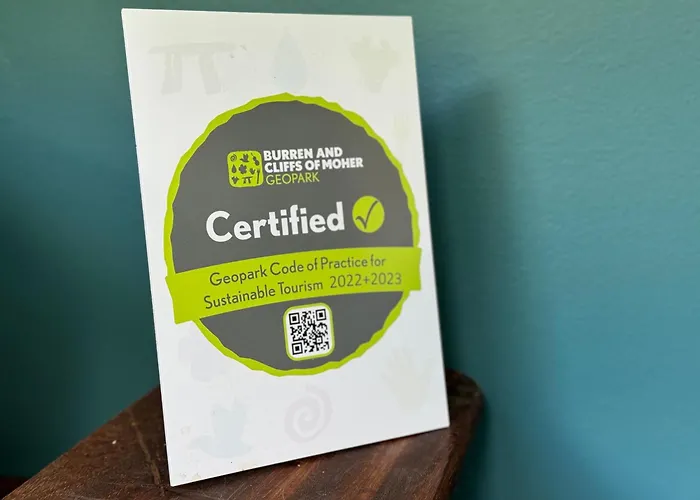 BURREN AND
CLIFFS OF MOHER
GEOPARK
Certified
Geopark Code of Practice for
Sustainable Tourism 2022+2023